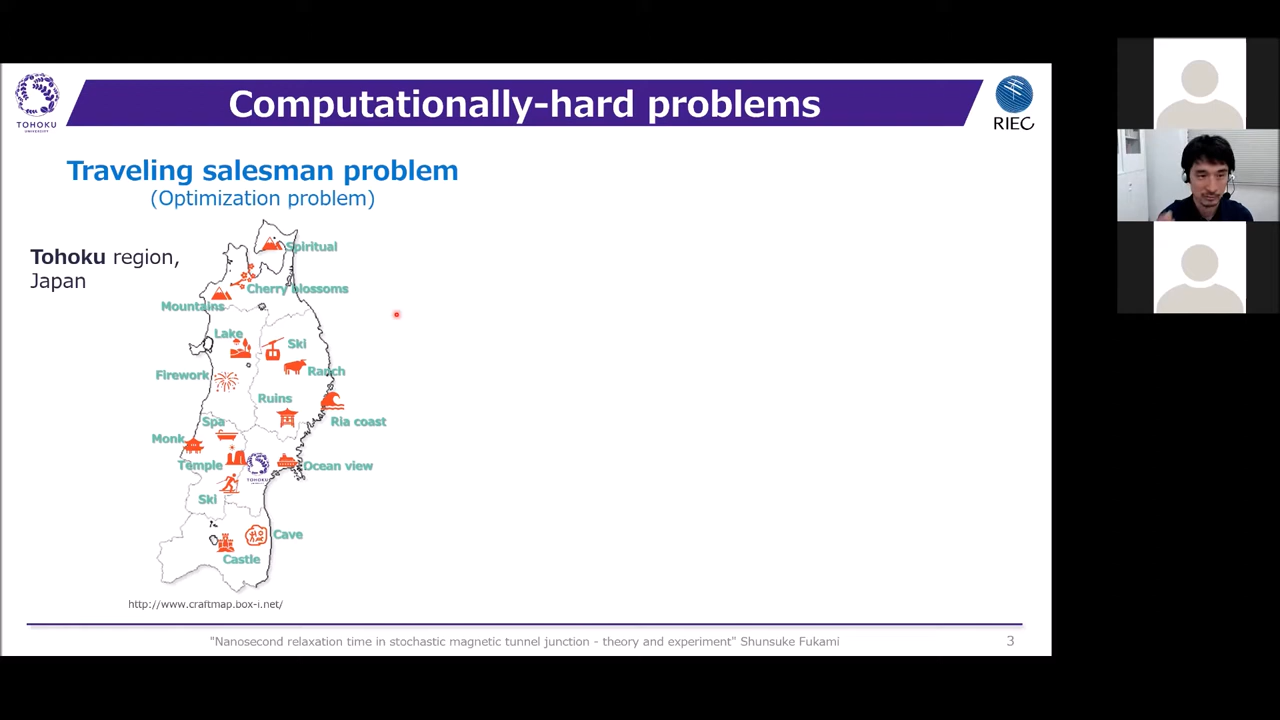 Computationally-hard problems
TOHOKU
UNIVERSITY
RIEC
Traveling salesman problem
(Optimization problem)
Tohoku region,
Japan
Spiritual
Cherry blossoms
Mountains
Lake
Ski
Ranch
Firework
Ruins
Spa
Ria coast
Monk
Temple
TOHOKU
Ocean view
Ski
Cave
Castle
http://www.craftmap.box-i.net/
"Nanosecond relaxation time in stochastic magnetic tunnel junction - theory and experiment" Shunsuke Fukami
3